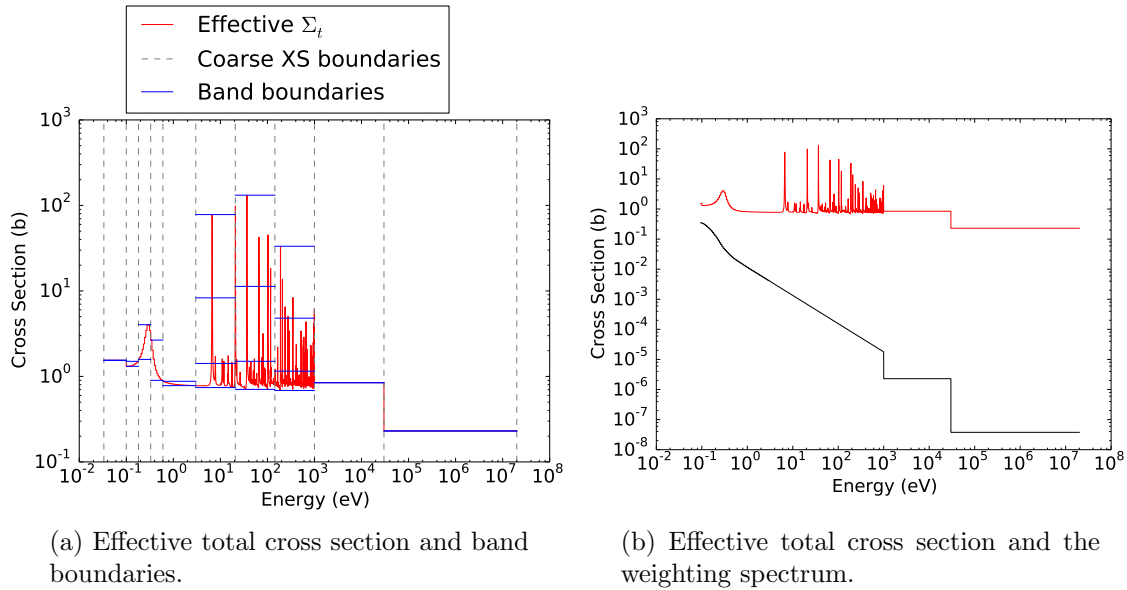 Effective Σt
Coarse XS boundaries
Band boundaries
10^3
10^2
10^1
10^0
10^-1
Cross Section (b)
10^-2 10^-1 10^0 10^1 10^2 10^3 10^4 10^5 10^6 10^7 10^8
Energy (eV)
(a) Effective total cross section and band
boundaries.
10^3
10^2
10^1
10^0
10^-1
10^-2
10^-3
10^-4
10^-5
10^-6
10^-7
10^-8
Cross Section (b)
10^-2 10^-1 10^0 10^1 10^2 10^3 10^4 10^5 10^6 10^7 10^8
Energy (eV)
(b) Effective total cross section and the
weighting spectrum.